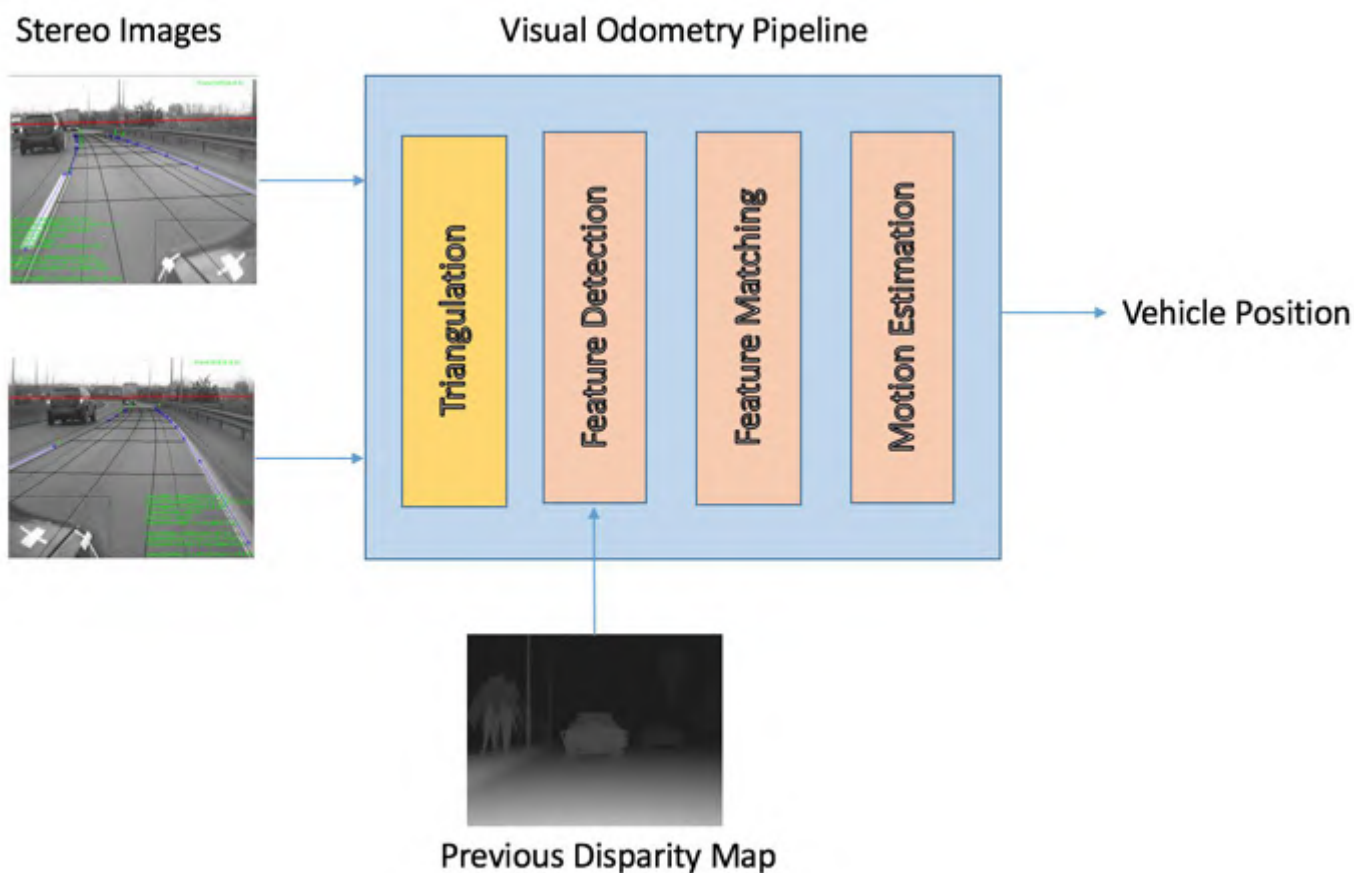 Stereo Images
Visual Odometry Pipeline
Triangulation
Feature Detection
Feature Matching
Motion Estimation
Vehicle Position
Previous Disparity Map